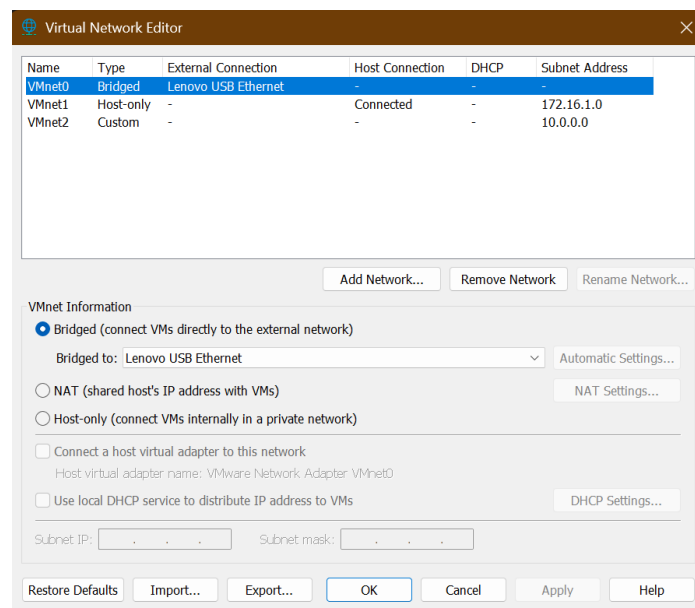 Virtual Network Editor
Name Type External Connection Host Connection DHCP Subnet Address
VMnet0 Bridged Lenovo USB Ethernet - - -
VMnet1 Host-only - Connected - 172.16.1.0
VMnet2 Custom - - - 10.0.0.0
Add Network... Remove Network Rename Network...
VMnet Information
Bridged (connect VMs directly to the external network)
Bridged to: Lenovo USB Ethernet Automatic Settings...
NAT (shared host's IP address with VMs) NAT Settings...
Host-only (connect VMs internally in a private network)
Connect a host virtual adapter to this network
Host virtual adapter name: VMware Network Adapter VMnet0
Use local DHCP service to distribute IP address to VMs DHCP Settings...
Subnet IP: . . . Subnet mask: . . .
Restore Defaults Import... Export... OK Cancel Apply Help